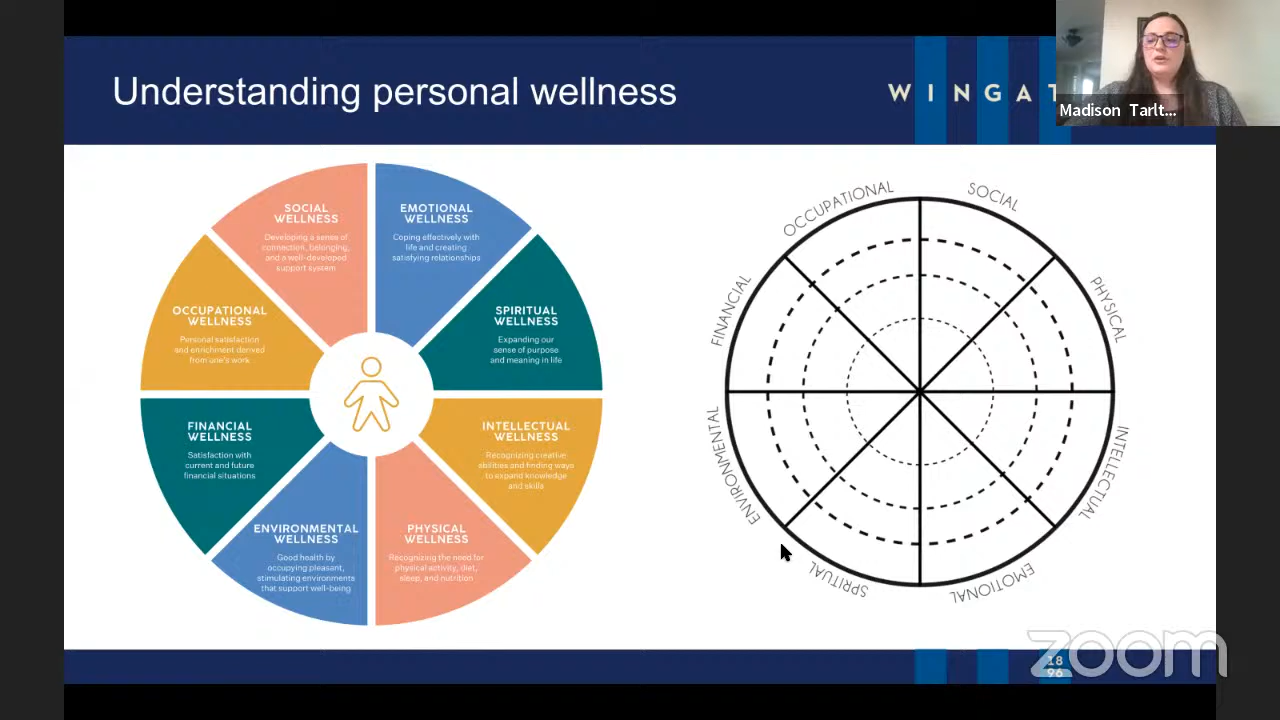 Understanding personal wellness
WINGAT
Madison Tarlt...
SOCIAL
WELLNESS
Developing a sense of
connection, belonging,
and a well-developed
support system
EMOTIONAL
WELLNESS
Coping effectively with
life and creating
satisfying relationships
OCCUPATIONAL
WELLNESS
Personal satisfaction
and enrichment derived
from one's work
SPIRITUAL
WELLNESS
Expanding our
sense of purpose
and meaning in life
FINANCIAL
WELLNESS
Satisfaction with
current and future
financial situations
INTELLECTUAL
WELLNESS
Recognizing creative
abilities and finding ways
to expand knowledge
and skills
ENVIRONMENTAL
WELLNESS
Good health by
occupying pleasant,
stimulating environments
that support well-being
PHYSICAL
WELLNESS
Recognizing the need for
physical activity, diet,
sleep, and nutrition
OCCUPATIONAL
SOCIAL
PHYSICAL
INTELLECTUAL
EMOTIONAL
SPRITUAL
ENVIRONMENTAL
FINANCIAL
zoom
18
96